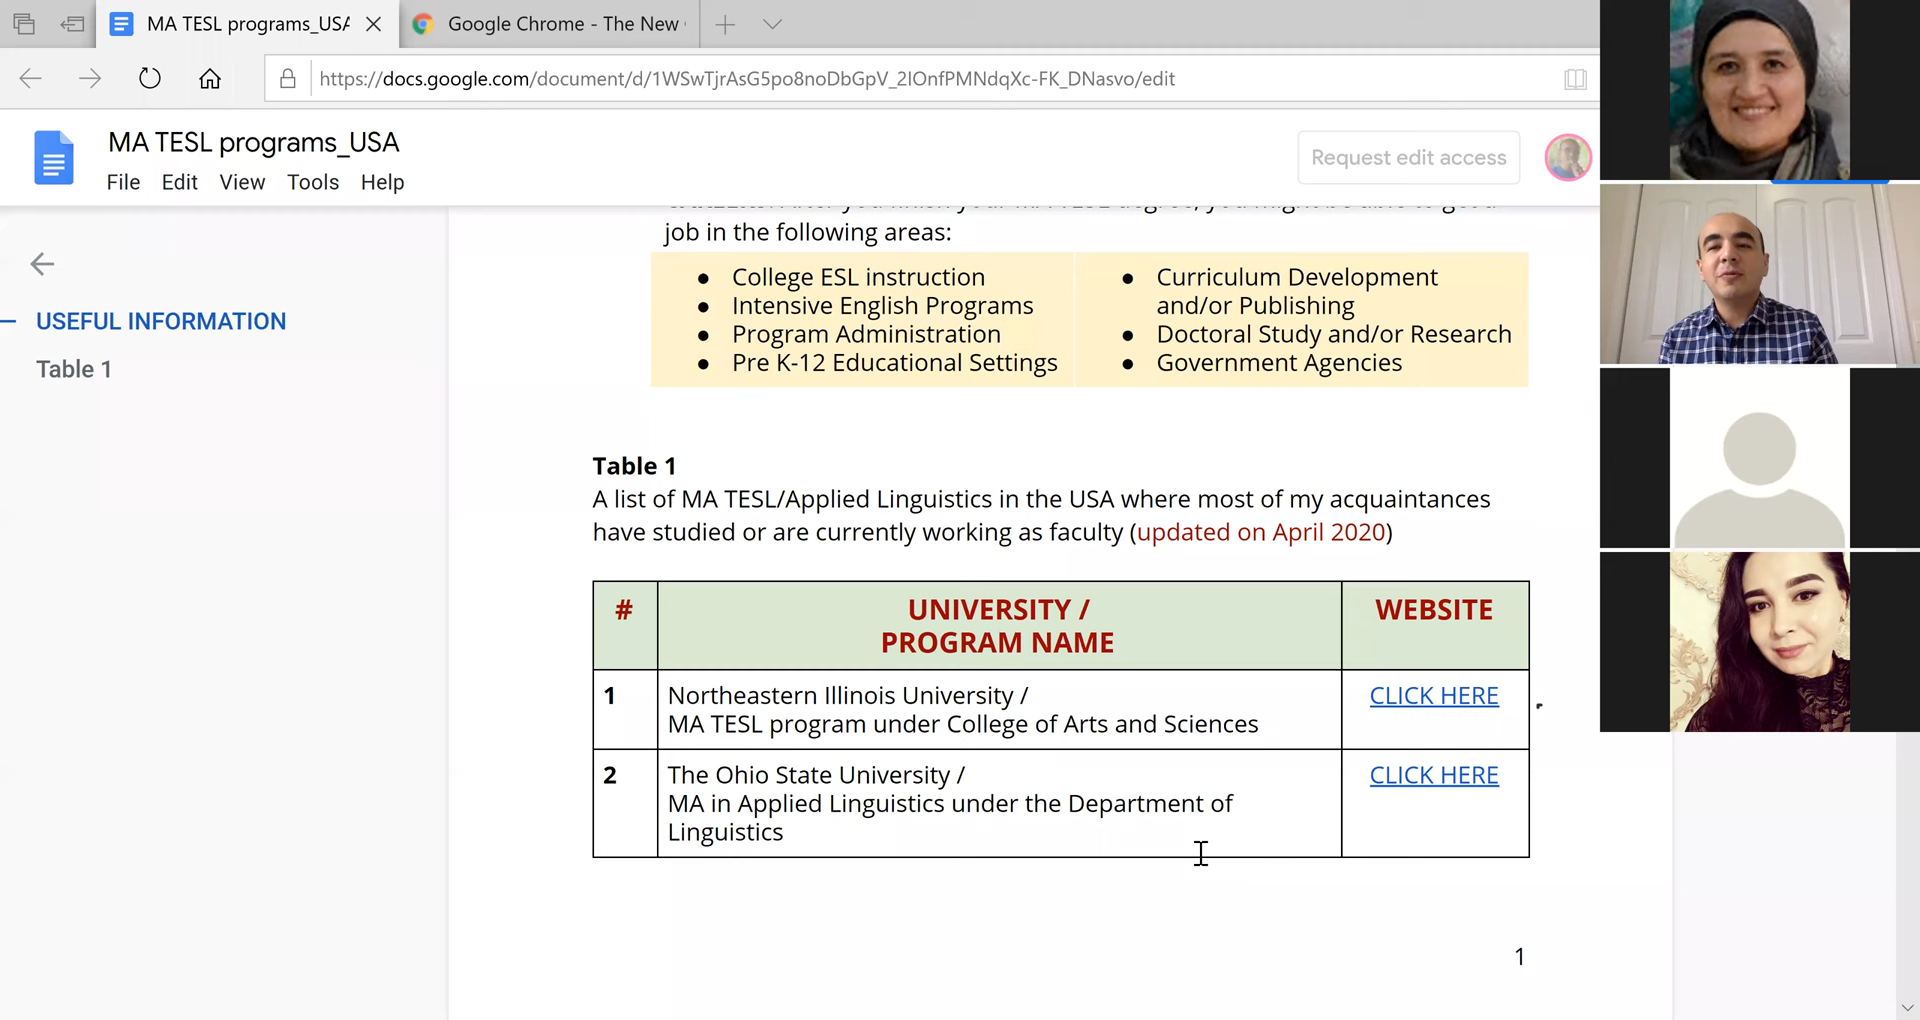 MA TESL programs_USA
Google Chrome - The New
https://docs.google.com/document/d/1WSwTjrAsG5po8noDbGpV_2IOnfPMNdqXc-FK_DNasvo/edit
MA TESL programs_USA
Request edit access
File Edit View Tools Help
USEFUL INFORMATION
Table 1
job in the following areas:
● College ESL instruction
● Intensive English Programs
● Program Administration
● Pre K-12 Educational Settings
● Curriculum Development
and/or Publishing
● Doctoral Study and/or Research
● Government Agencies
Table 1
A list of MA TESL/Applied Linguistics in the USA where most of my acquaintances
have studied or are currently working as faculty (updated on April 2020)
# UNIVERSITY / WEBSITE
PROGRAM NAME
1 Northeastern Illinois University / CLICK HERE
MA TESL program under College of Arts and Sciences
2 The Ohio State University / CLICK HERE
MA in Applied Linguistics under the Department of
Linguistics
1